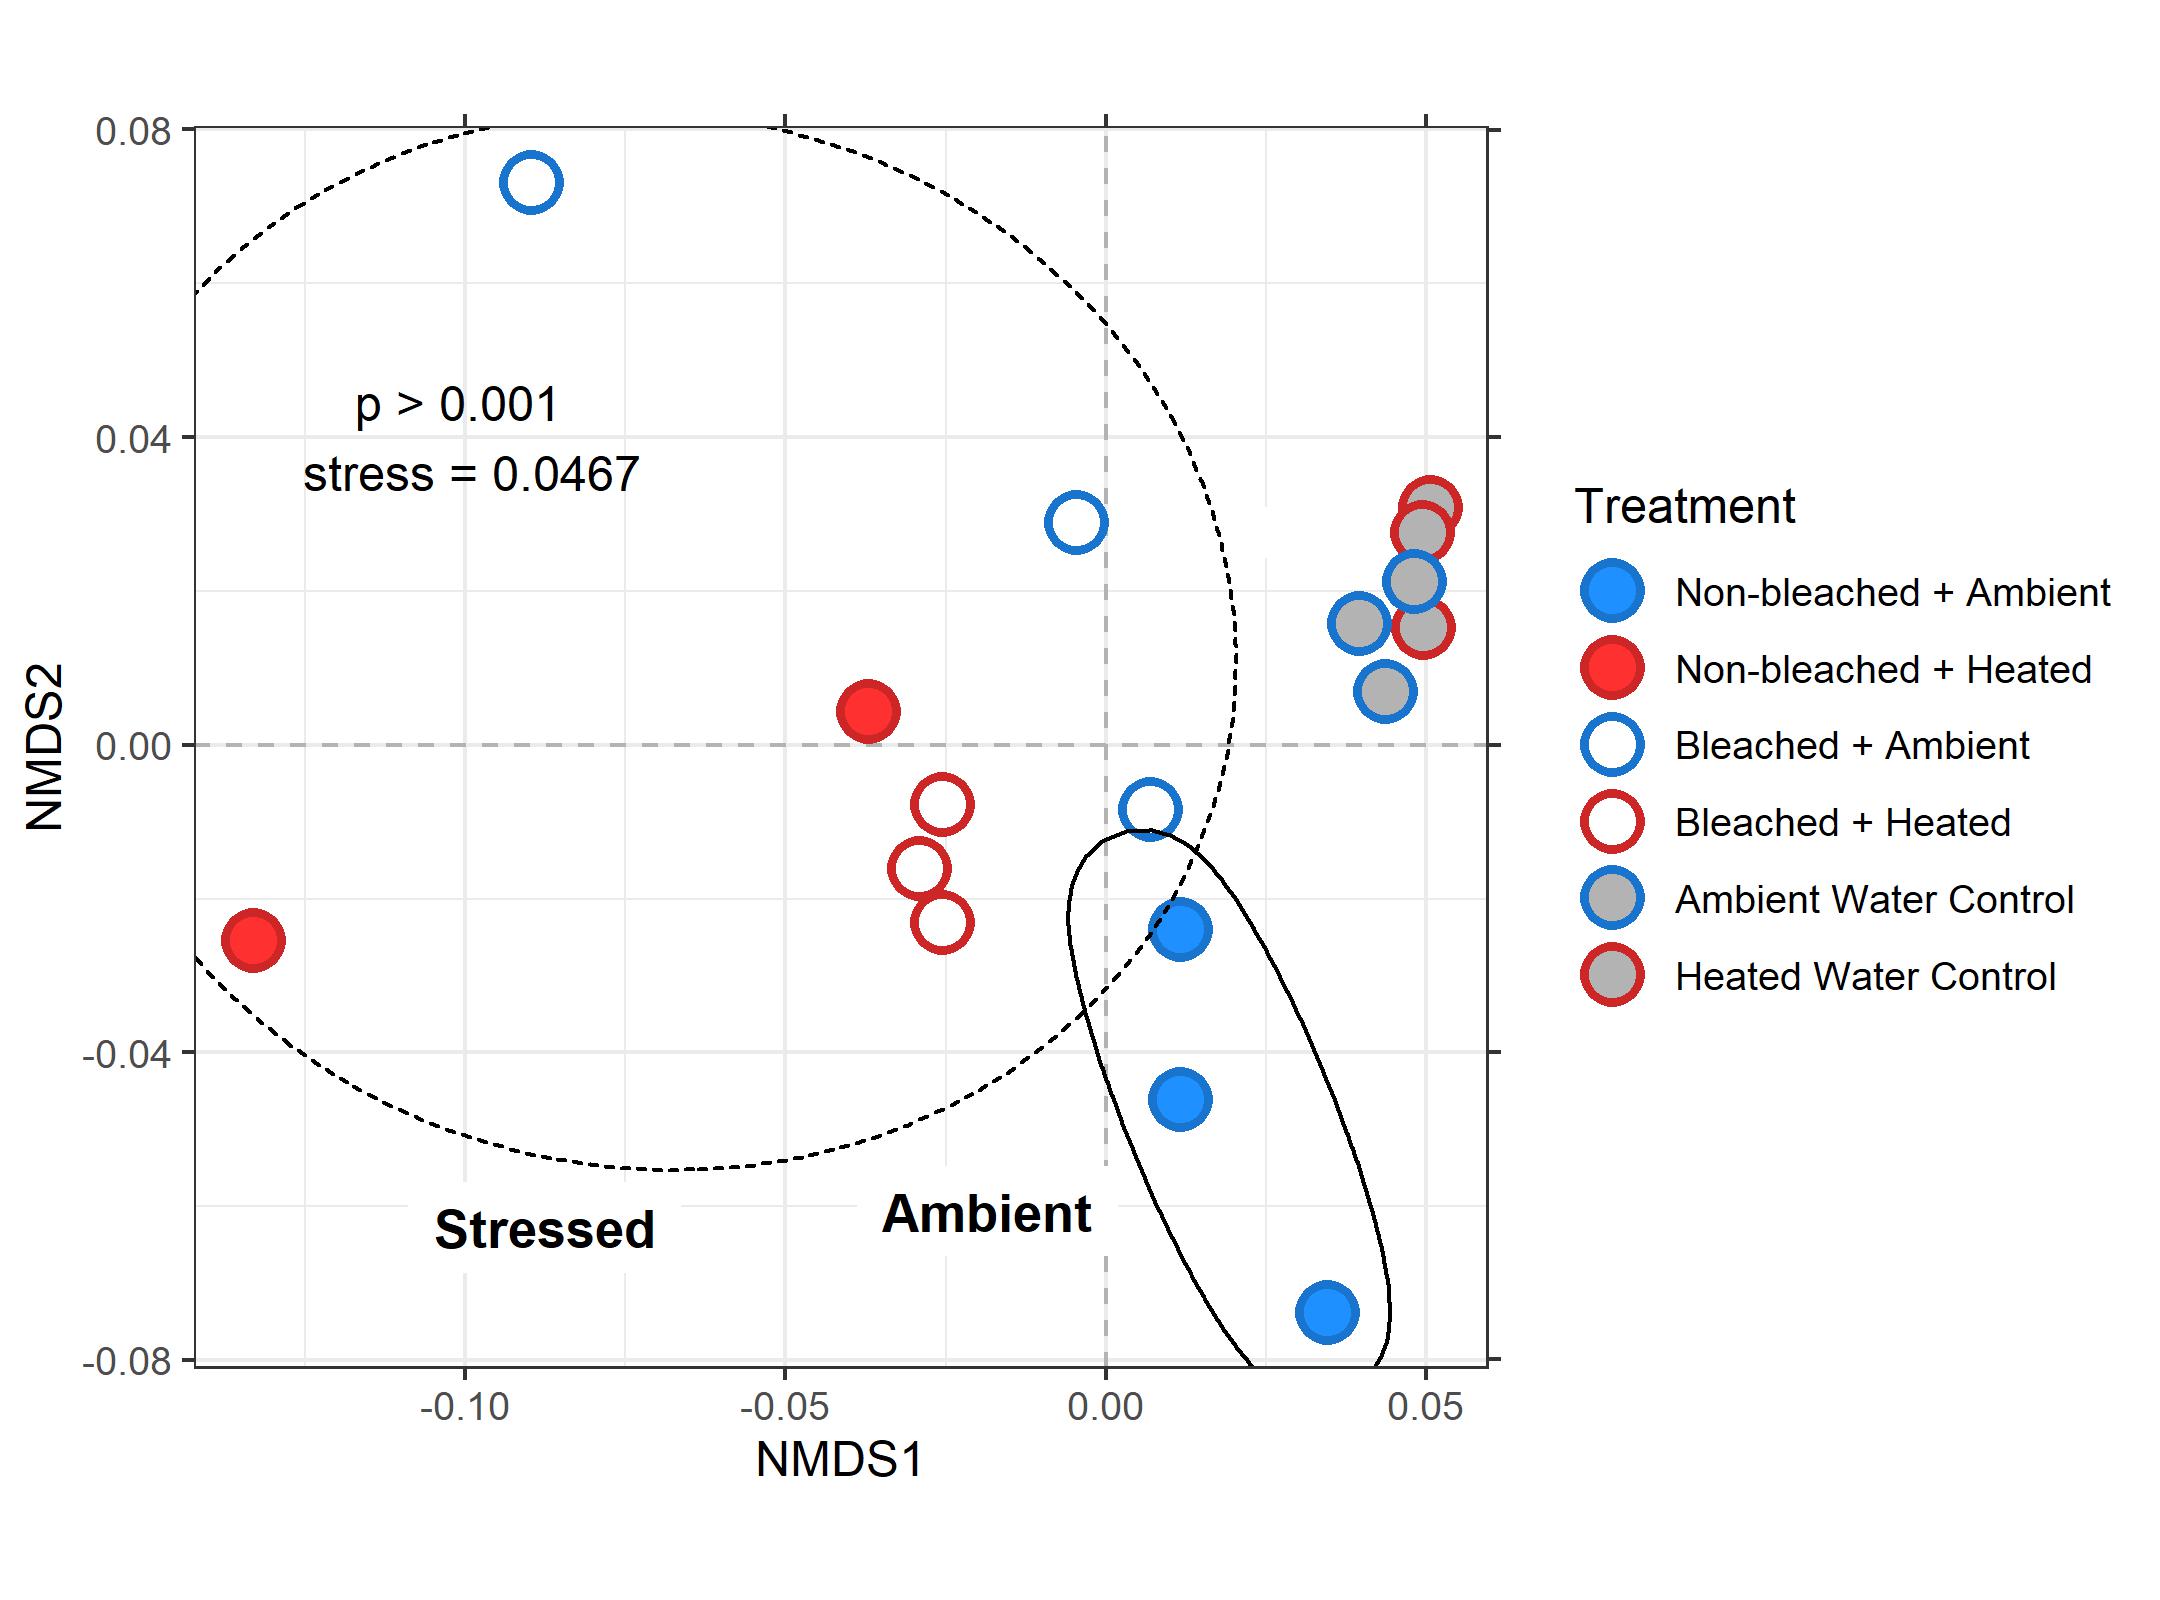 0.08
0.04
0.00
-0.04
-0.08
NMDS2
p > 0.001
stress = 0.0467
Stressed
Ambient
-0.10
-0.05
0.00
0.05
NMDS1
Treatment
Non-bleached + Ambient
Non-bleached + Heated
Bleached + Ambient
Bleached + Heated
Ambient Water Control
Heated Water Control